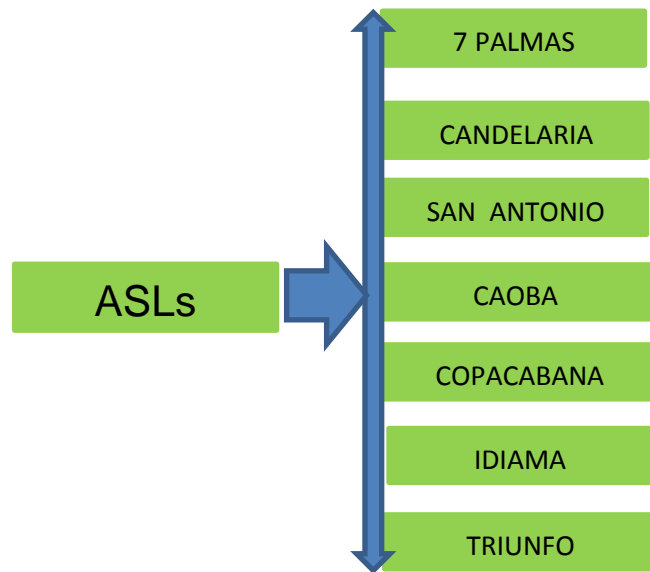 7 PALMAS
CANDELARIA
SAN ANTONIO
ASLs
CAOBA
COPACABANA
IDIAMA
TRIUNFO